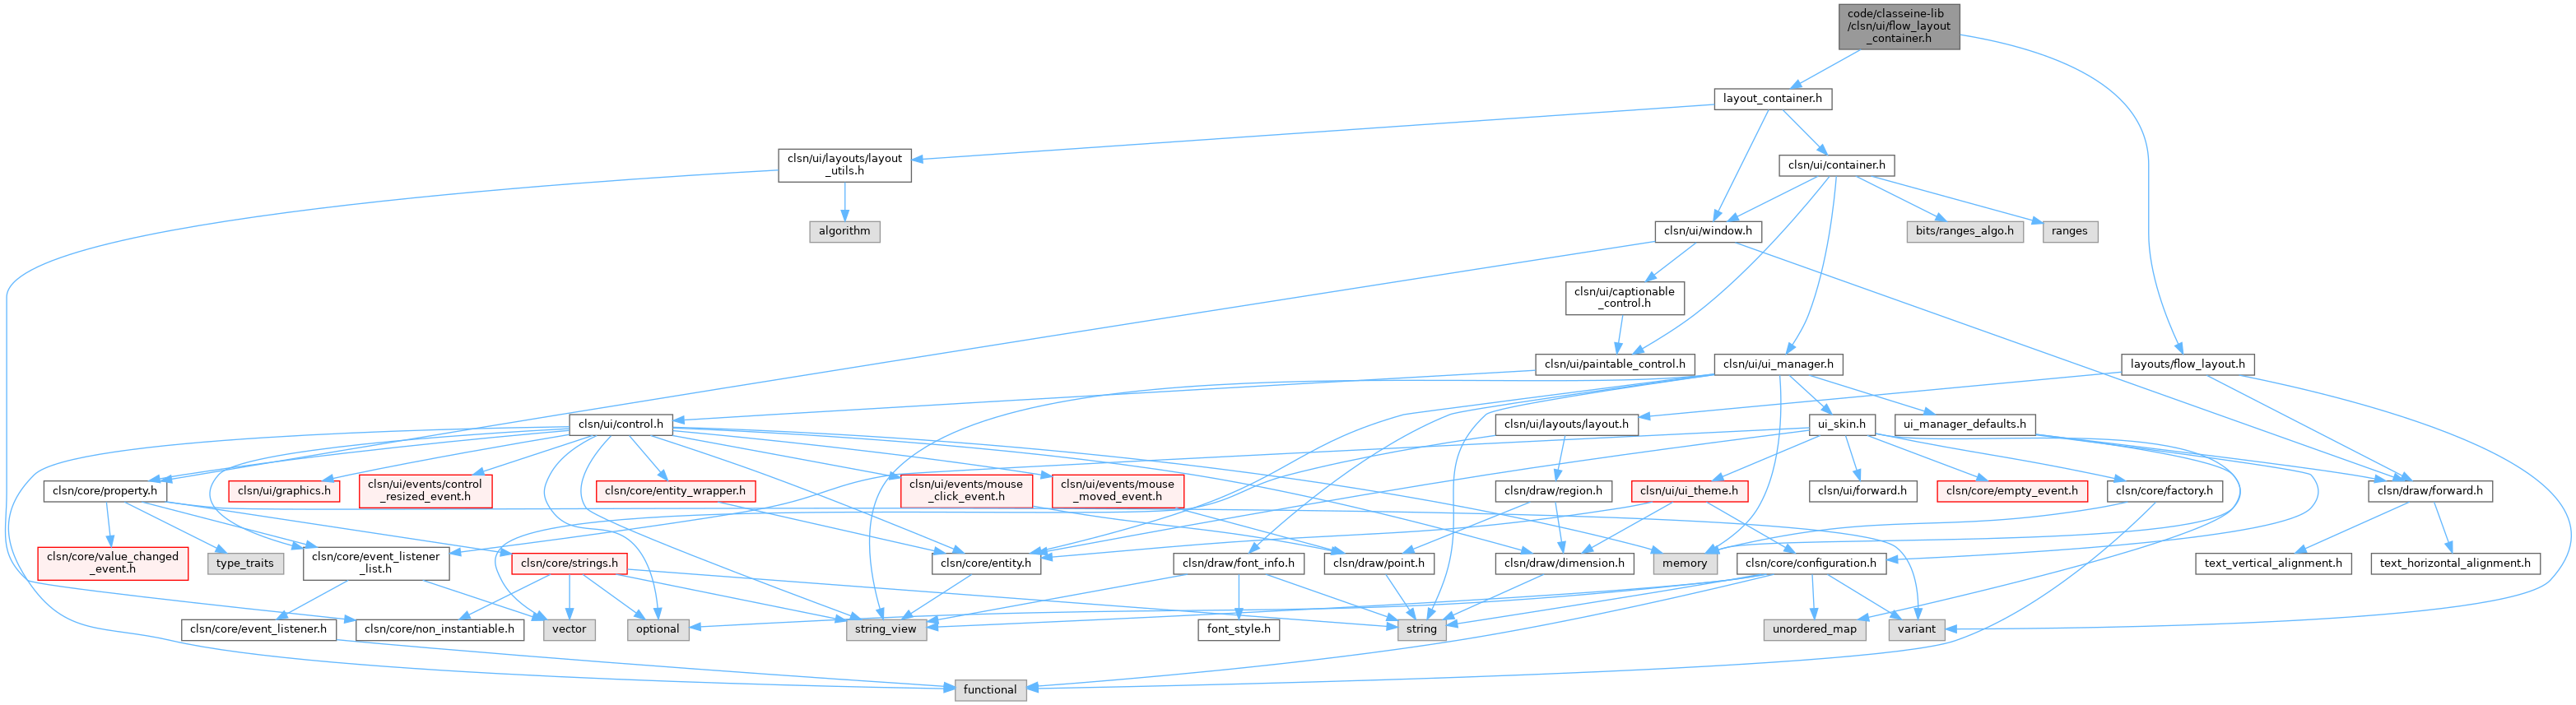 code/classeine-lib
/clsn/ui/flow_layout
_container.h
layout_container.h
clsn/ui/layouts/layout
_utils.h
clsn/ui/container.h
algorithm
clsn/ui/window.h
bits/ranges_algo.h
ranges
clsn/ui/captionable
_control.h
clsn/ui/paintable_control.h
clsn/ui/ui_manager.h
layouts/flow_layout.h
clsn/ui/control.h
clsn/ui/layouts/layout.h
ui_skin.h
ui_manager_defaults.h
clsn/core/property.h
clsn/ui/graphics.h
clsn/ui/events/control
_resized_event.h
clsn/core/entity_wrapper.h
clsn/ui/events/mouse
_click_event.h
clsn/ui/events/mouse
_moved_event.h
clsn/draw/region.h
clsn/ui/ui_theme.h
clsn/ui/forward.h
clsn/core/empty_event.h
clsn/core/factory.h
clsn/draw/forward.h
clsn/core/value_changed
_event.h
type_traits
clsn/core/event_listener
_list.h
clsn/core/strings.h
clsn/core/entity.h
clsn/draw/font_info.h
clsn/draw/point.h
clsn/draw/dimension.h
memory
clsn/core/configuration.h
text_vertical_alignment.h
text_horizontal_alignment.h
clsn/core/event_listener.h
clsn/core/non_instantiable.h
vector
optional
string_view
font_style.h
string
unordered_map
variant
functional